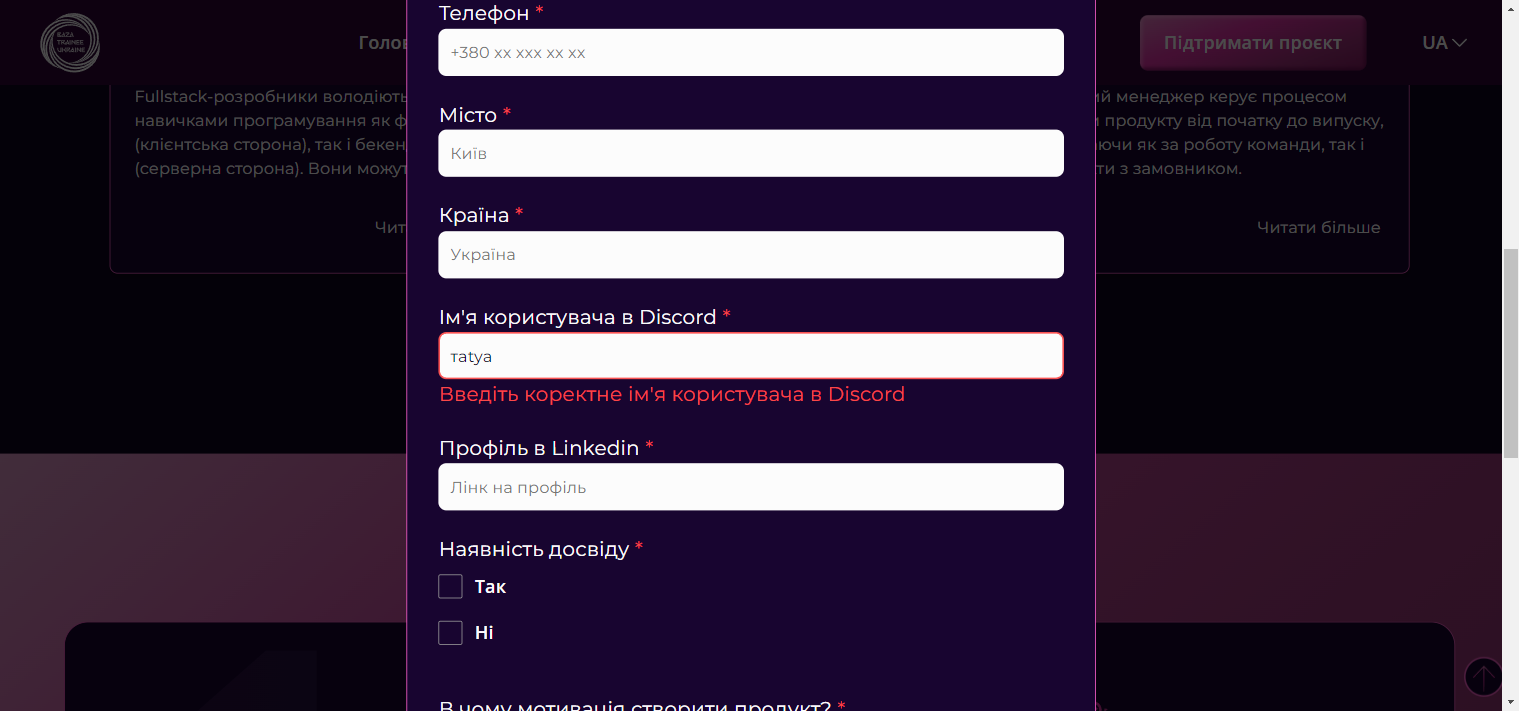 BAZA
TRAINEE
UKRAINE
Голов
Підтримати проєкт
UA
Fullstack-розробники володіють
навичками програмування як ф
(клієнтська сторона), так і бекен
(серверна сторона). Вони можут
Чит
ий менеджер керує процесом
и продукту від початку до випуску,
ючи як за роботу команди, так і
ти з замовником.
Читати більше
Телефон *
+380 xx xxx xx xx
Місто *
Київ
Країна *
Україна
Ім'я користувача в Discord *
тatya
Введіть коректне ім'я користувача в Discord
Профіль в Linkedin *
Лінк на профіль
Наявність досвіду *
Так
Ні
В чому мотивація створити продукт? *